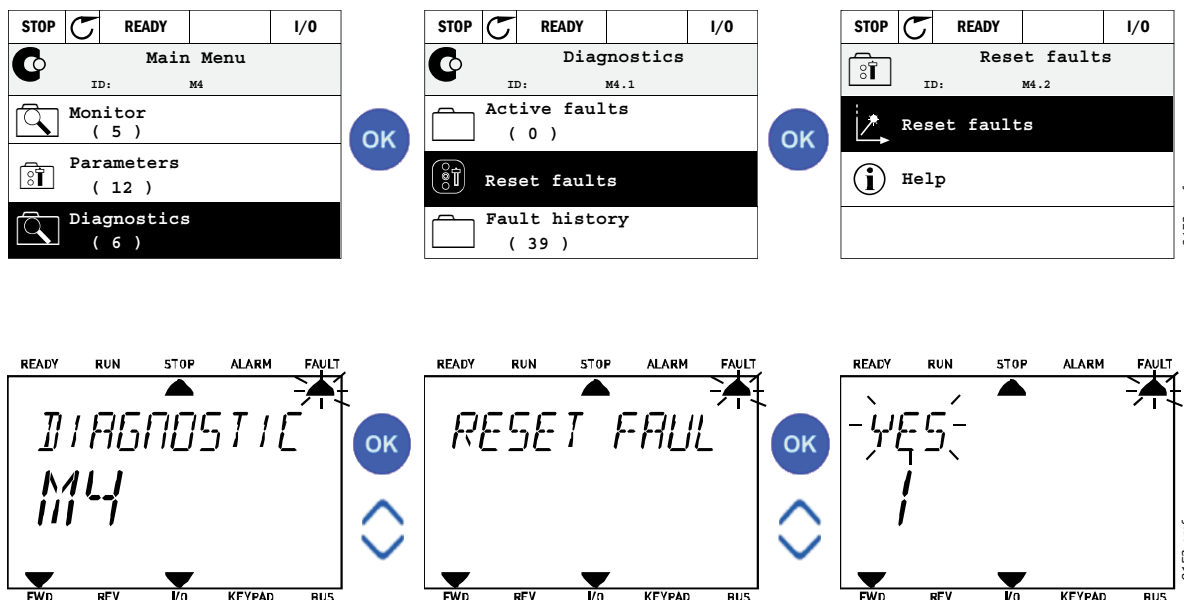 STOP READY I/O
Main Menu
ID: M4
Monitor
( 5 )
Parameters
( 12 )
Diagnostics
( 6 )
OK
STOP READY I/O
Diagnostics
ID: M4.1
Active faults
( 0 )
Reset faults
Fault history
( 39 )
OK
STOP READY I/O
Reset faults
ID: M4.2
Reset faults
Help
READY RUN STOP ALARM FAULT
DIAGNOSTIC
M4
FWD REV I/O KEYPAD BUS
OK
READY RUN STOP ALARM FAULT
RESET FAUL
FWD REV I/O KEYPAD BUS
OK
READY RUN STOP ALARM FAULT
YES
1
FWD REV I/O KEYPAD BUS